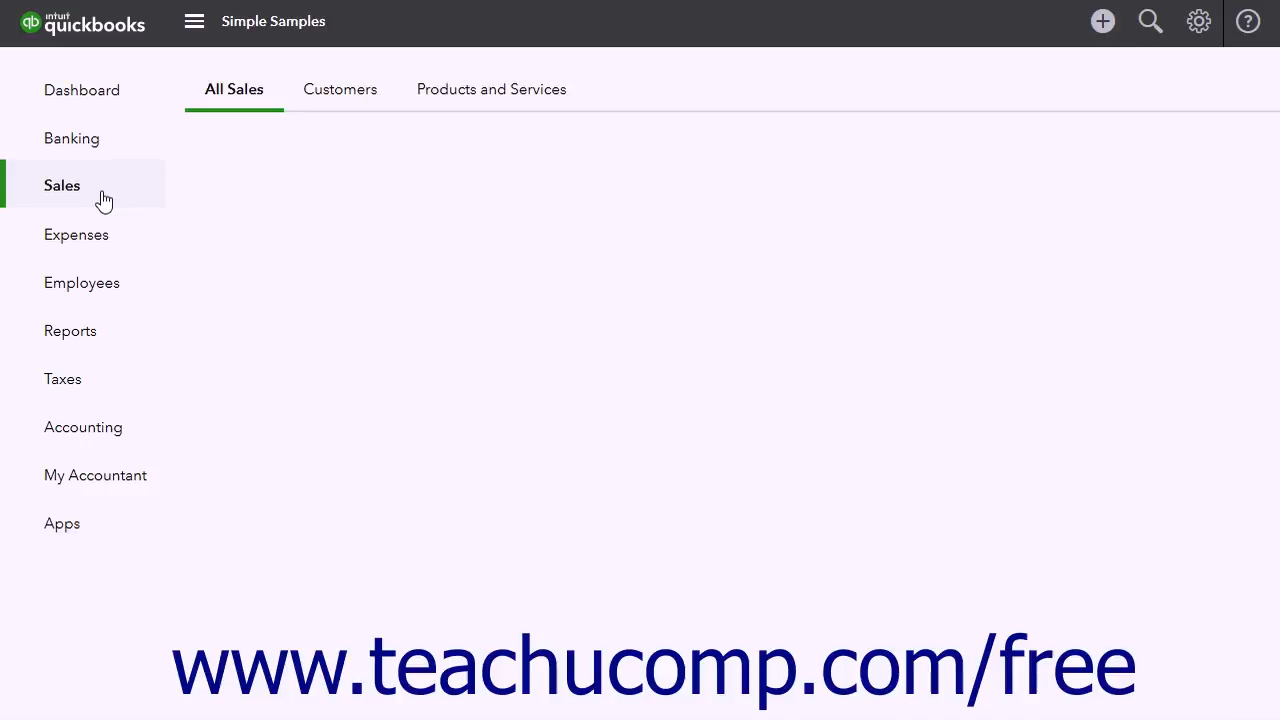 qb intuit quickbooks
Simple Samples
Dashboard
Banking
Sales
Expenses
Employees
Reports
Taxes
Accounting
My Accountant
Apps
All Sales Customers Products and Services
www.teachucomp.com/free